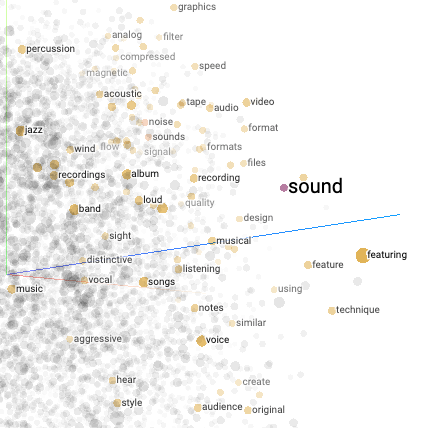 graphics
analog
filter
percussion
compressed
speed
magnetic
acoustic
tape
audio
video
noise
format
jazz
sounds
wind
flow
signal
formats
files
recordings
album
recording
sound
band
loud
quality
design
sight
musical
featuring
distinctive
listening
feature
music
vocal
songs
using
notes
technique
similar
aggressive
voice
hear
create
style
audience
original